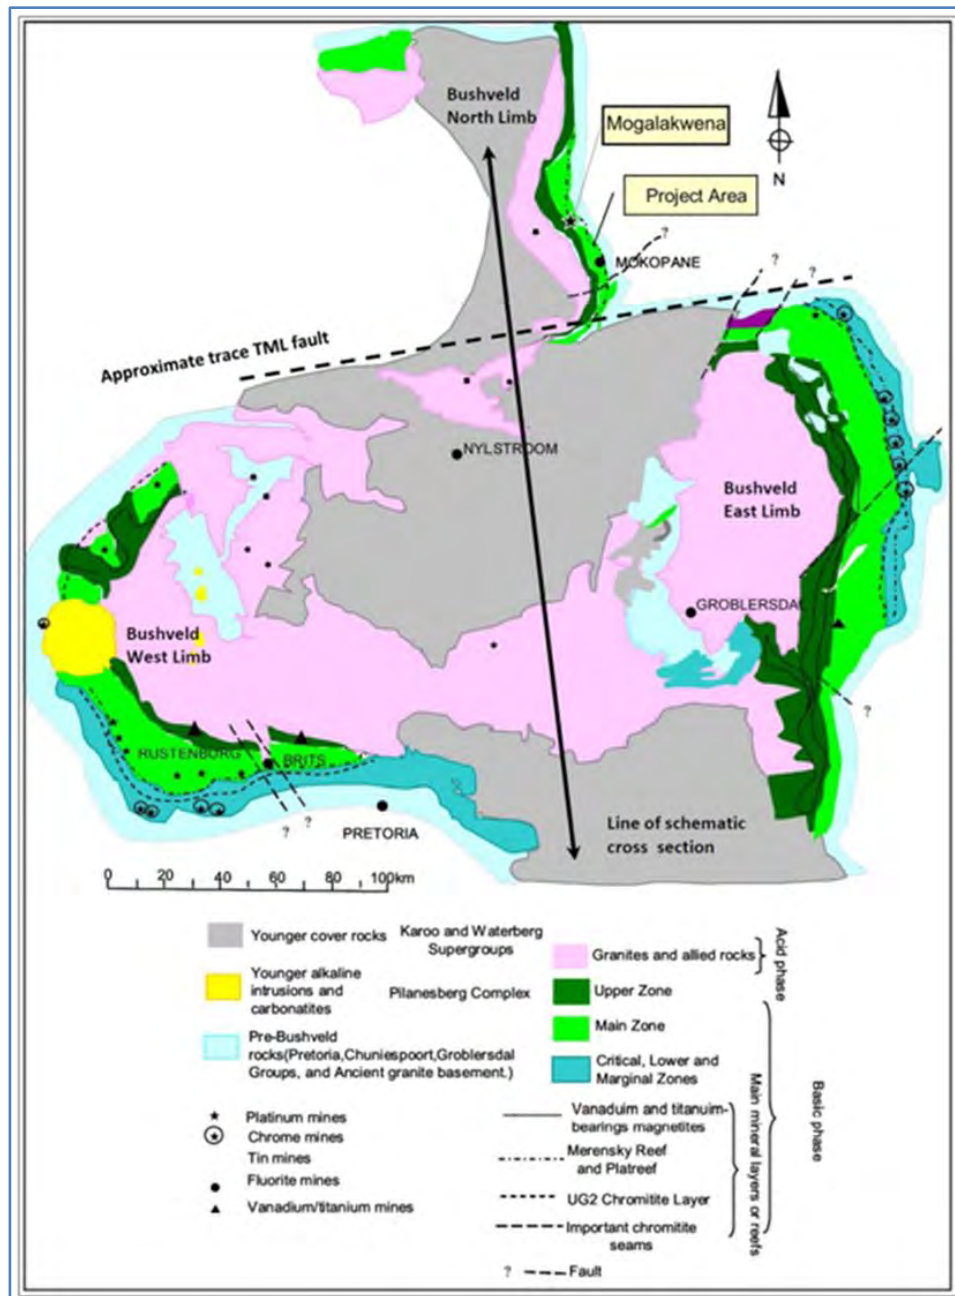 Bushveld
North Limb
Mogalakwena
N
Project Area
?
MOKOPANE
?
?
Approximate trace TML fault
NYLSTROOM
Bushveld
East Limb
GROBLERSDAL
Bushveld
West Limb
?
RUSTENBURG
BRITS
?
?
PRETORIA
Line of schematic
cross section
0 20 40 60 80 100km
Younger cover rocks
Karoo and Waterberg
Supergroups
Granites and allied rocks
Acid phase
Younger alkaline
intrusions and
carbonatites
Pilanesberg Complex
Upper Zone
Main Zone
Pre-Bushveld
rocks(Pretoria,Chuniespoort,Groblersdal
Groups, and Ancient granite basement.)
Critical, Lower and
Marginal Zones
Platinum mines
Chrome mines
Tin mines
Fluorite mines
Vanadium/titanium mines
Vanaduim and titanuim-
bearings magnetites
Merensky Reef
and Platreef
UG2 Chromitite Layer
Important chromitite
seams
? Fault
Main mineral layers or reefs
Basic phase